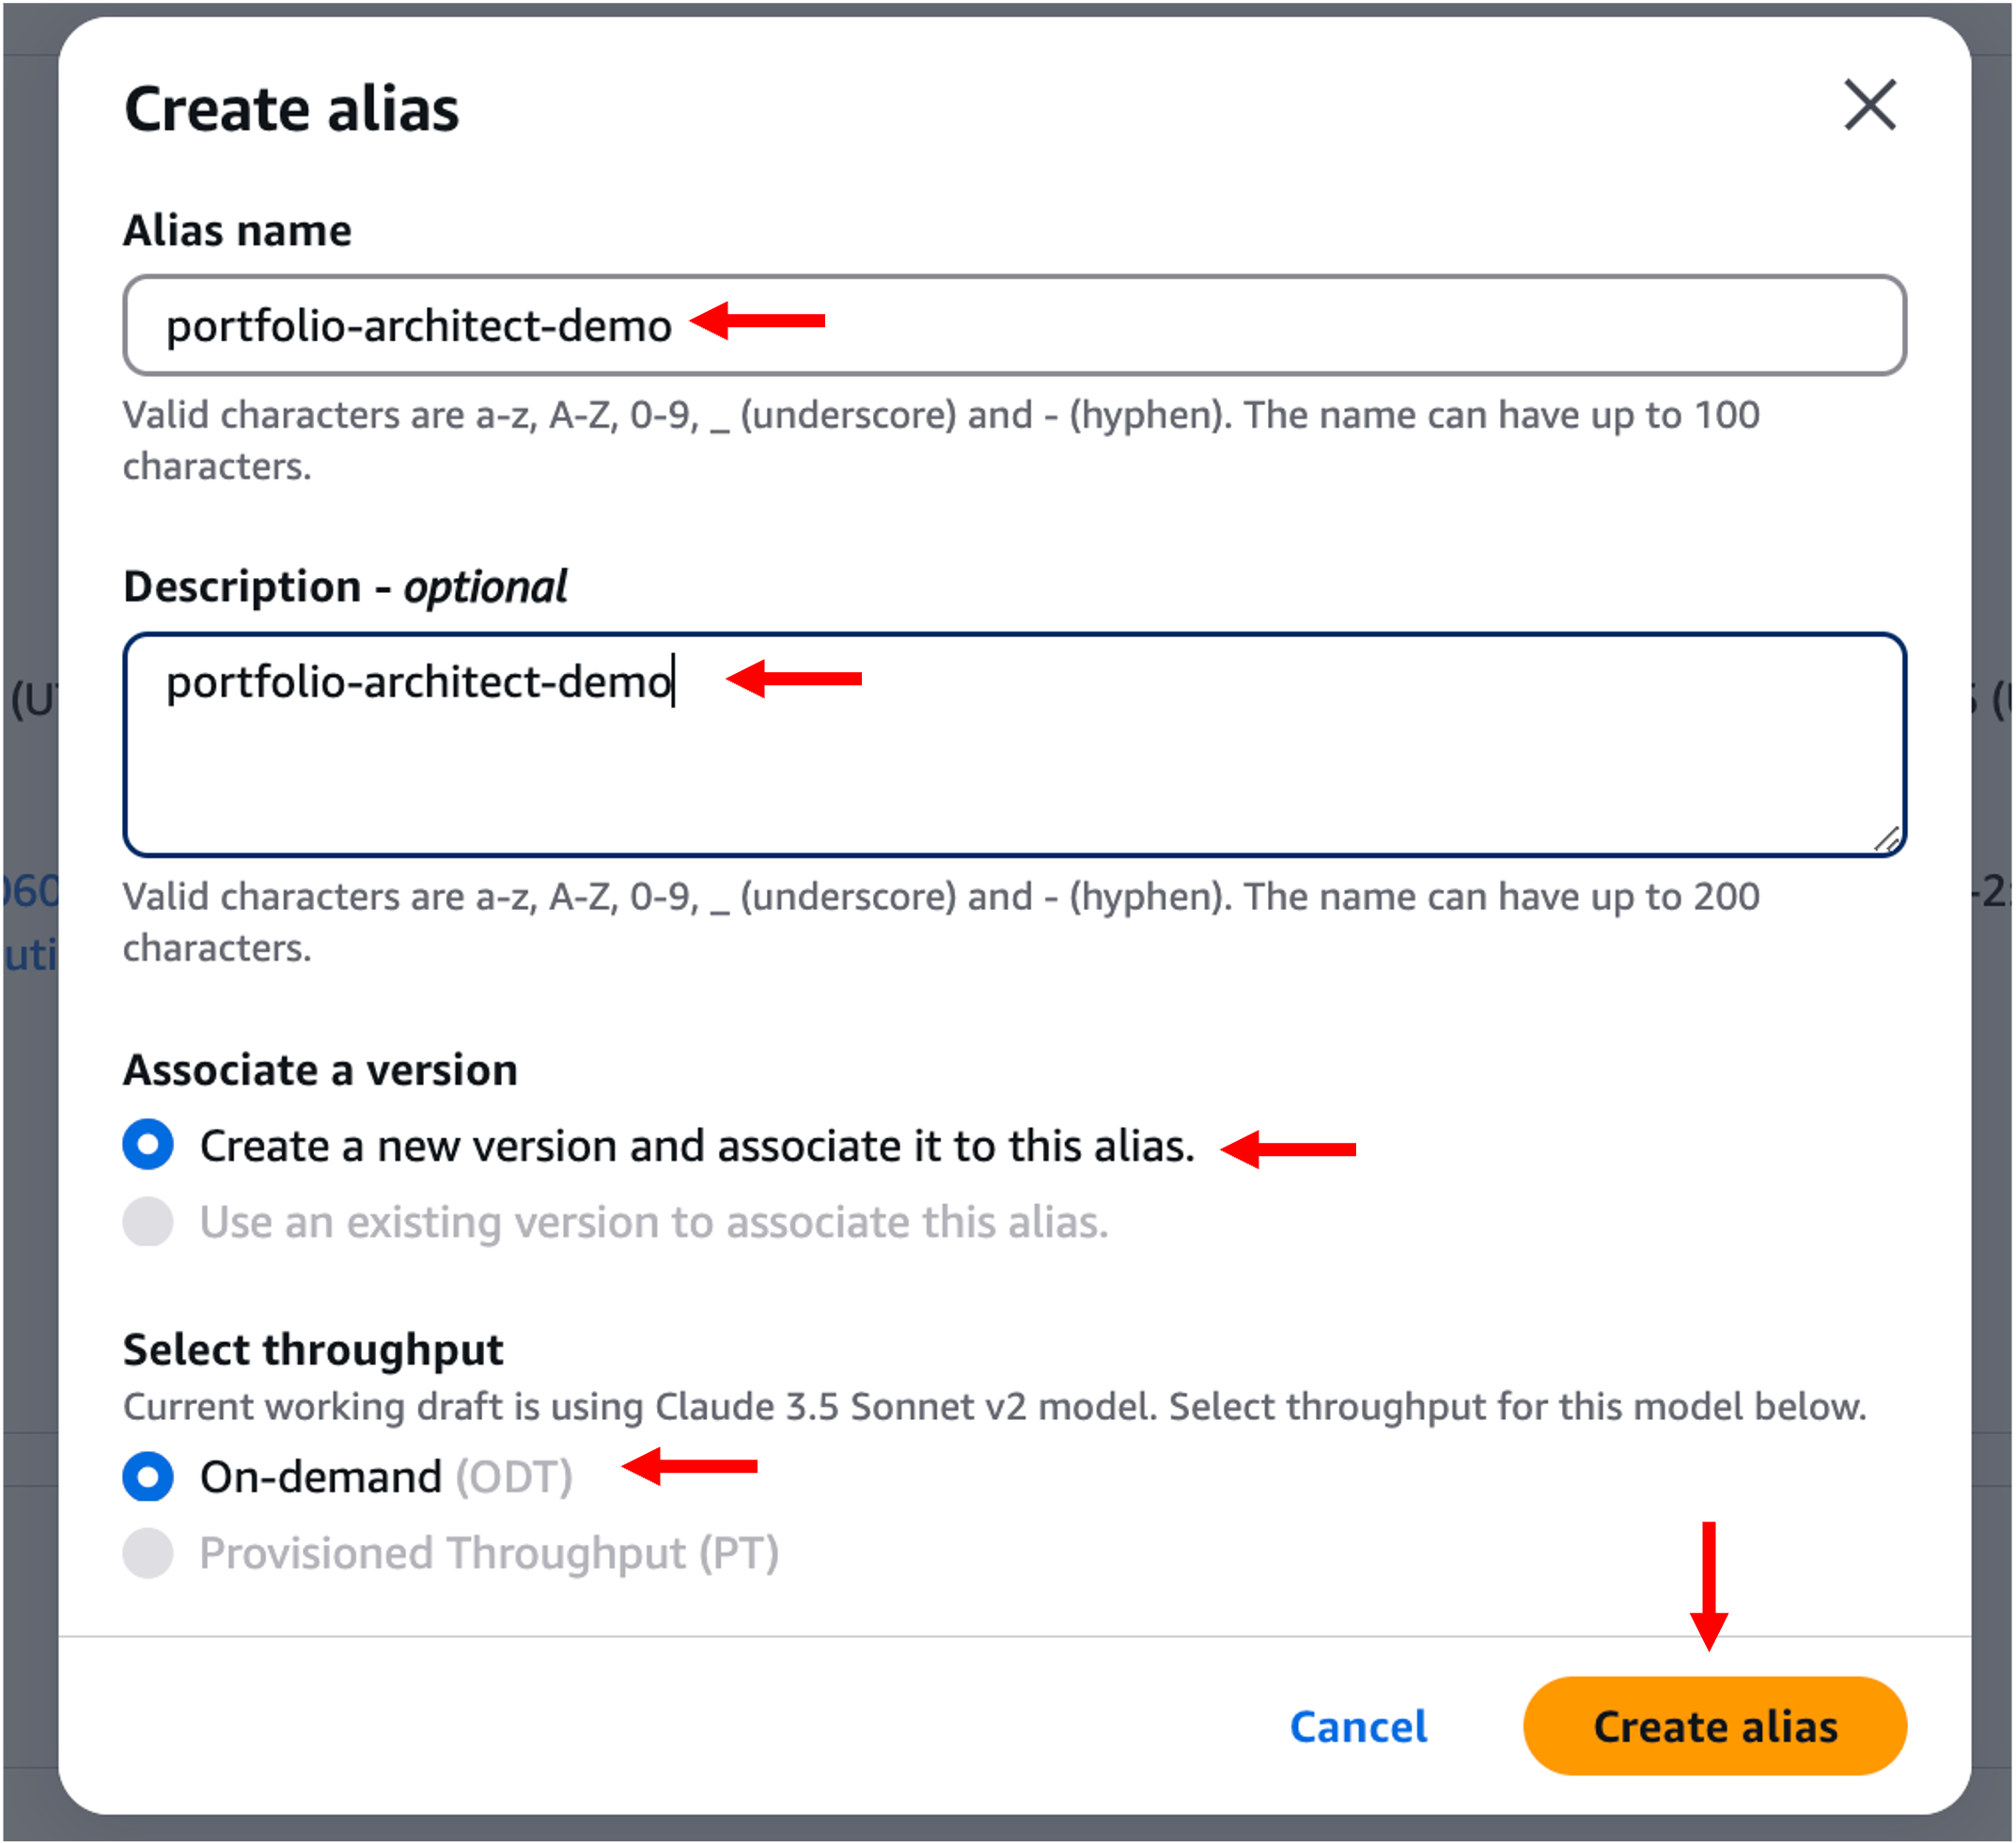 Create alias
Alias name
portfolio-architect-demo
Valid characters are a-z, A-Z, 0-9, _ (underscore) and - (hyphen). The name can have up to 100
characters.
Description - optional
portfolio-architect-demo
Valid characters are a-z, A-Z, 0-9, _ (underscore) and - (hyphen). The name can have up to 200
characters.
Associate a version
Create a new version and associate it to this alias.
Use an existing version to associate this alias.
Select throughput
Current working draft is using Claude 3.5 Sonnet v2 model. Select throughput for this model below.
On-demand (ODT)
Provisioned Throughput (PT)
Cancel
Create alias